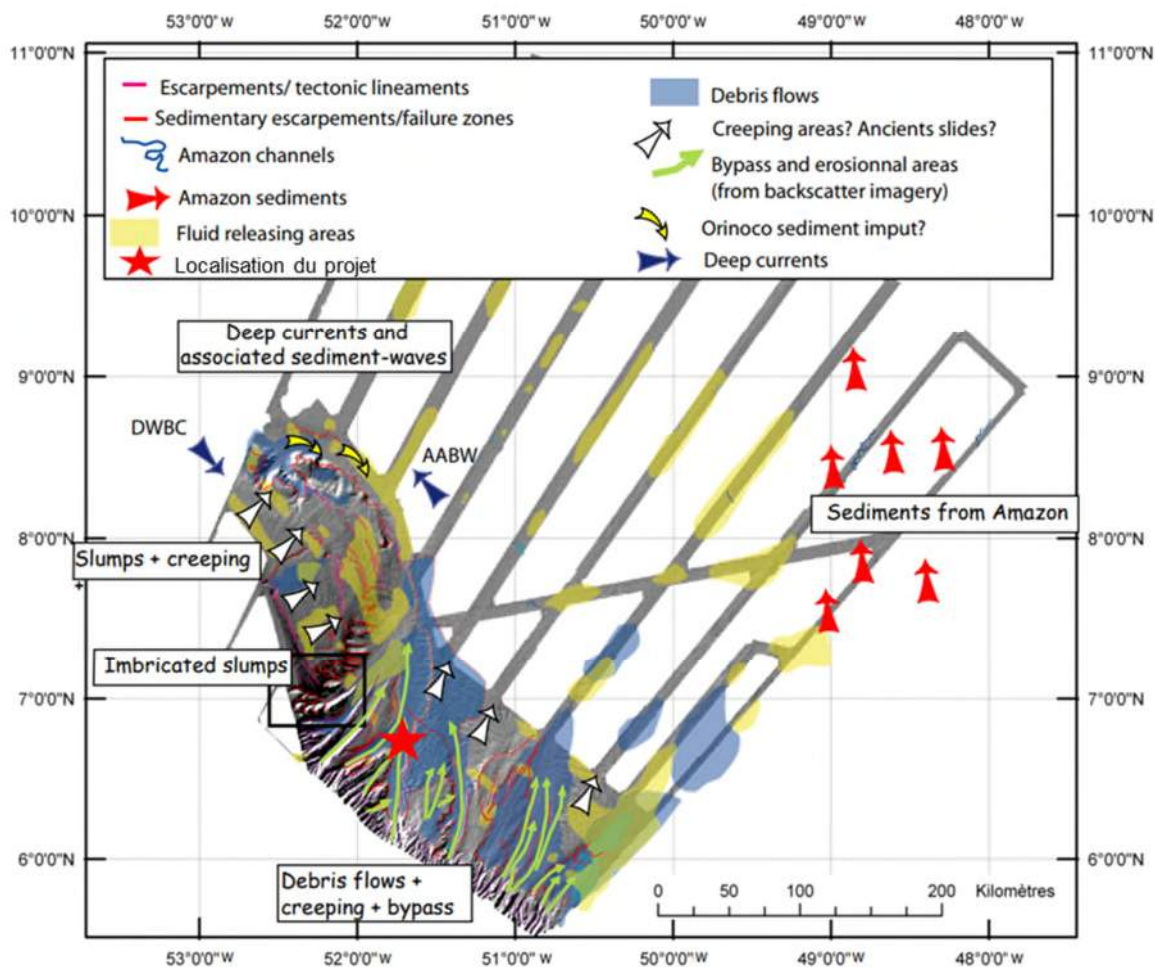 53°0'0"W 52°0'0"W 51°0'0"W 50°0'0"W 49°0'0"W 48°0'0"W
11°0'0"N 11°0'0"N
Escarpements/ tectonic lineaments
Sedimentary escarpements/failure zones
Amazon channels
Amazon sediments
Fluid releasing areas
Localisation du projet
Debris flows
Creeping areas? Ancients slides?
Bypass and erosionnal areas
(from backscatter imagery)
Orinoco sediment imput?
Deep currents
10°0'0"N 10°0'0"N
Deep currents and
associated sediment-waves
9°0'0"N 9°0'0"N
DWBC
AABW
Sediments from Amazon
8°0'0"N 8°0'0"N
Slumps + creeping
Imbricated slumps
7°0'0"N 7°0'0"N
6°0'0"N 6°0'0"N
Debris flows +
creeping + bypass
0 50 100 200 Kilomètres
53°0'0"W 52°0'0"W 51°0'0"W 50°0'0"W 49°0'0"W 48°0'0"W